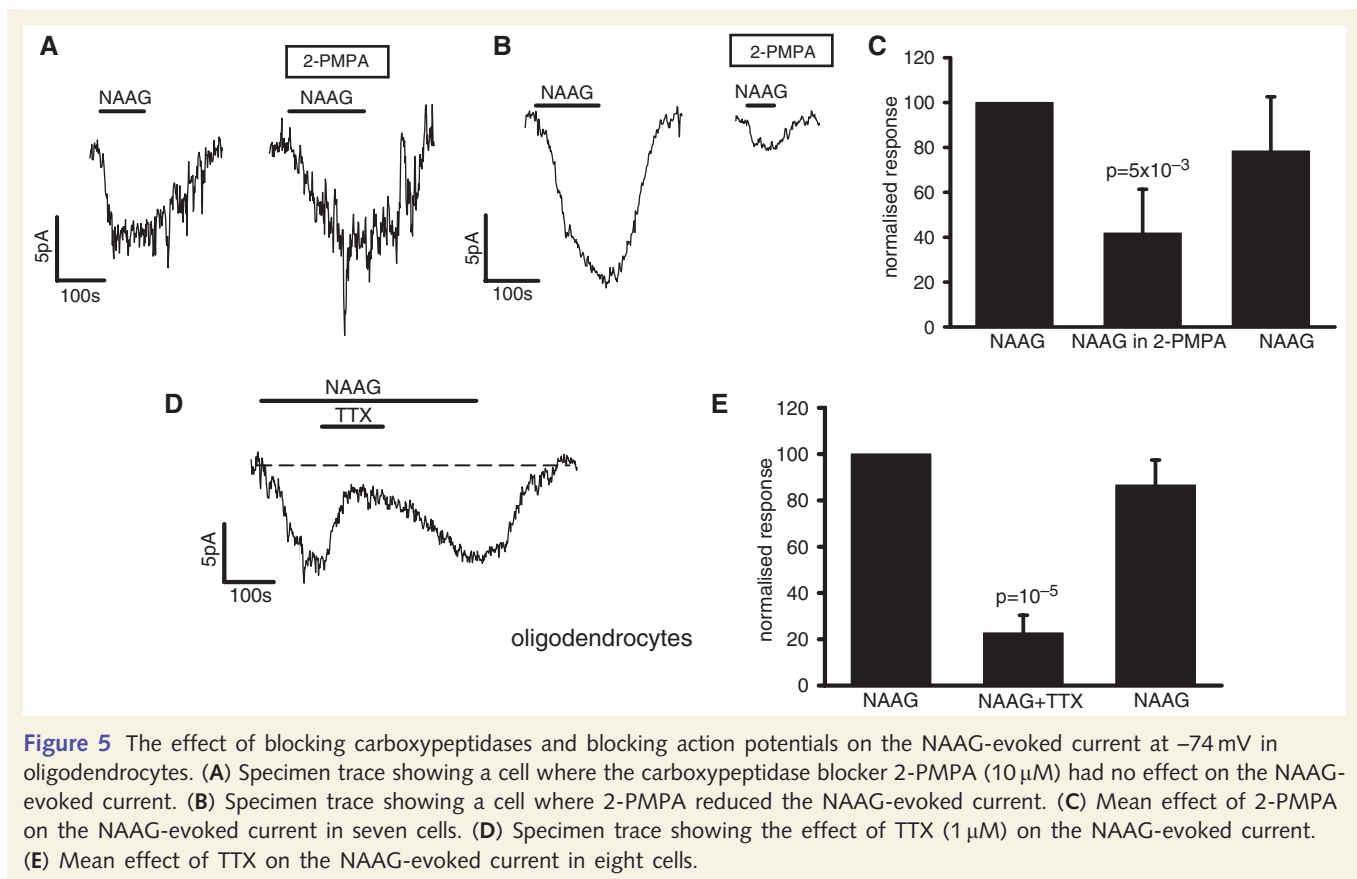 A
2-PMPA
NAAG
NAAG
5pA
100s
B
2-PMPA
NAAG
NAAG
5pA
100s
C
120
100
80
60
40
20
0
normalised response
p=5x10⁻³
NAAG
NAAG in 2-PMPA
NAAG
D
NAAG
TTX
5pA
100s
oligodendrocytes
E
120
100
80
60
40
20
0
normalised response
p=10⁻⁵
NAAG
NAAG+TTX
NAAG
Figure 5 The effect of blocking carboxypeptidases and blocking action potentials on the NAAG-evoked current at –74 mV in
oligodendrocytes. (A) Specimen trace showing a cell where the carboxypeptidase blocker 2-PMPA (10 μM) had no effect on the NAAG-
evoked current. (B) Specimen trace showing a cell where 2-PMPA reduced the NAAG-evoked current. (C) Mean effect of 2-PMPA
on the NAAG-evoked current in seven cells. (D) Specimen trace showing the effect of TTX (1 μM) on the NAAG-evoked current.
(E) Mean effect of TTX on the NAAG-evoked current in eight cells.